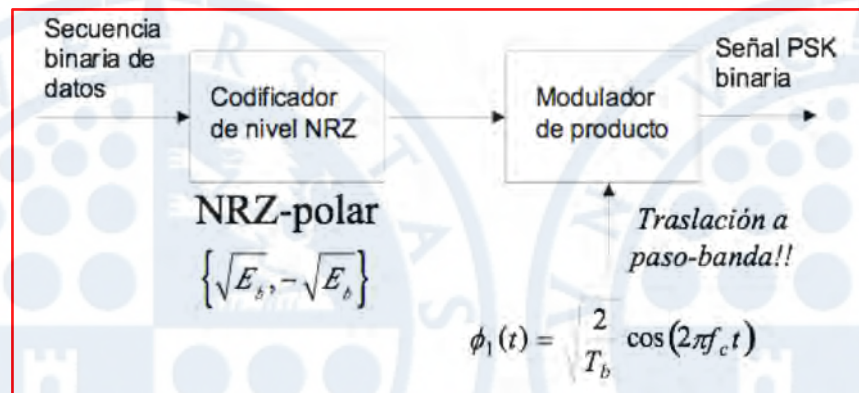 Secuencia
binaria de
datos
Codificador
de nivel NRZ
Modulador
de producto
Señal PSK
binaria
NRZ-polar
{√E_b, -√E_b}
Traslación a
paso-banda!!
ϕ₁(t) = √(2/T_b) cos(2πf_c t)